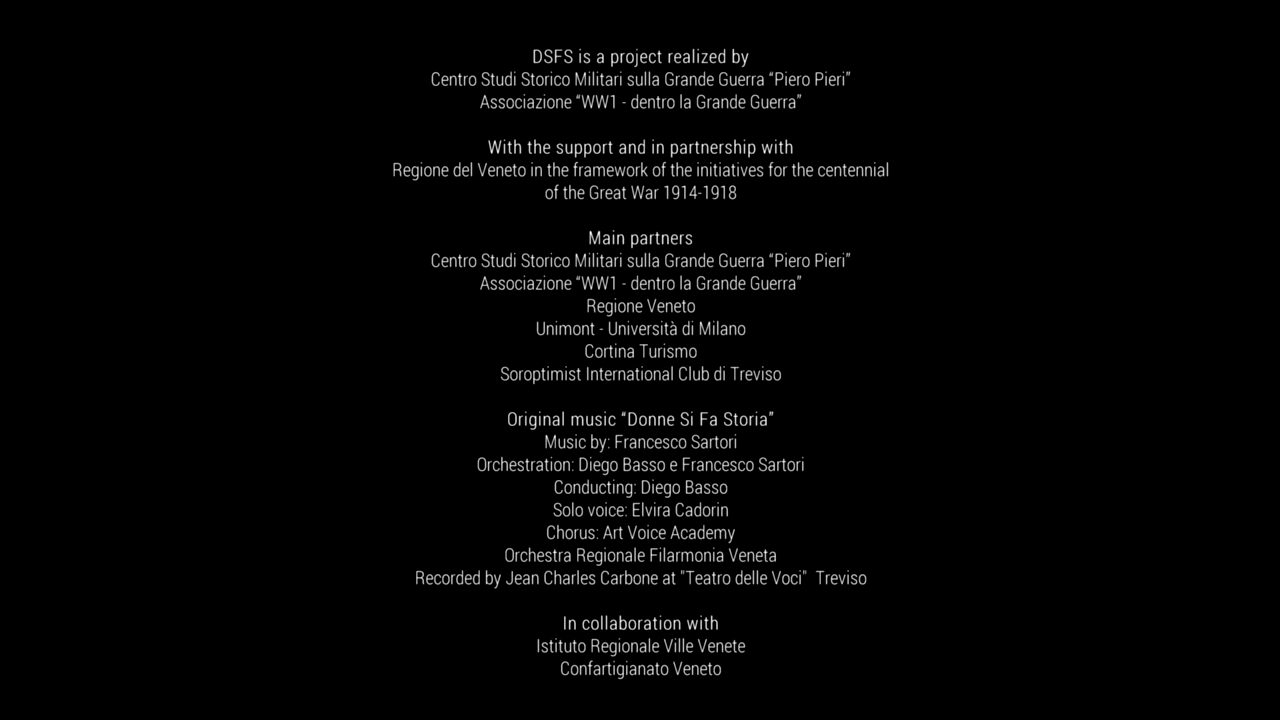 DSFS is a project realized by
Centro Studi Storico Militari sulla Grande Guerra “Piero Pieri”
Associazione “WW1 - dentro la Grande Guerra”
With the support and in partnership with
Regione del Veneto in the framework of the initiatives for the centennial
of the Great War 1914-1918
Main partners
Centro Studi Storico Militari sulla Grande Guerra “Piero Pieri”
Associazione “WW1 - dentro la Grande Guerra”
Regione Veneto
Unimont - Università di Milano
Cortina Turismo
Soroptimist International Club di Treviso
Original music “Donne Si Fa Storia”
Music by: Francesco Sartori
Orchestration: Diego Basso e Francesco Sartori
Conducting: Diego Basso
Solo voice: Elvira Cadorin
Chorus: Art Voice Academy
Orchestra Regionale Filarmonia Veneta
Recorded by Jean Charles Carbone at "Teatro delle Voci"  Treviso
In collaboration with
Istituto Regionale Ville Venete
Confartigianato Veneto